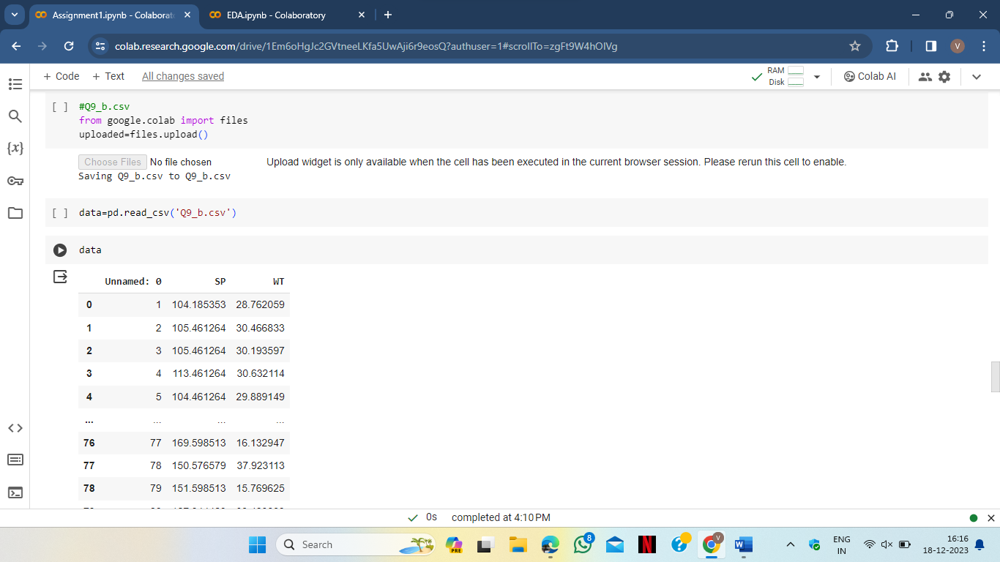 Assignment1.ipynb - Colaborat
EDA.ipynb - Colaboratory
colab.research.google.com/drive/1Em6oHgJc2GVtneeLKfa5UwAji6r9eosQ?authuser=1#scrollTo=zgFt9W4hOlVg
V
+ Code + Text All changes saved
RAM
Disk
Colab AI
{x}
[ ] #Q9_b.csv
from google.colab import files
uploaded=files.upload()
Choose Files No file chosen Upload widget is only available when the cell has been executed in the current browser session. Please rerun this cell to enable.
Saving Q9_b.csv to Q9_b.csv
[ ] data=pd.read_csv('Q9_b.csv')
data
Unnamed: 0 SP WT
0 1 104.185353 28.762059
1 2 105.461264 30.466833
2 3 105.461264 30.193597
3 4 113.461264 30.632114
4 5 104.461264 29.889149
... ... ... ...
76 77 169.598513 16.132947
77 78 150.576579 37.923113
78 79 151.598513 15.769625
0s completed at 4:10 PM
Search
PRE
8
N
V
W
ENG
IN
16:16
18-12-2023